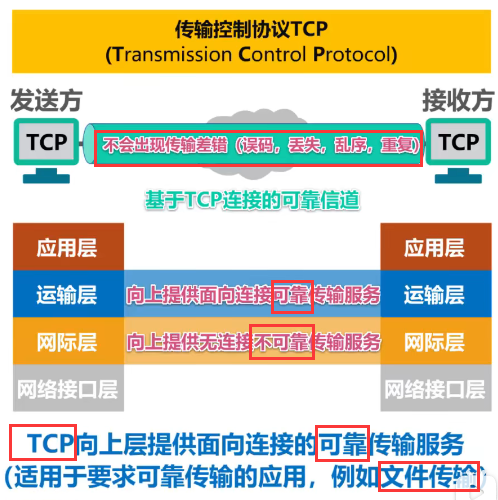 传输控制协议TCP
(Transmission Control Protocol)
发送方
接收方
TCP
不会出现传输差错（误码，丢失，乱序，重复）
TCP
基于TCP连接的可靠信道
应用层
应用层
运输层
向上提供面向连接可靠传输服务
运输层
网际层
向上提供无连接不可靠传输服务
网际层
网络接口层
网络接口层
TCP向上层提供面向连接的可靠传输服务
（适用于要求可靠传输的应用，例如文件传输）